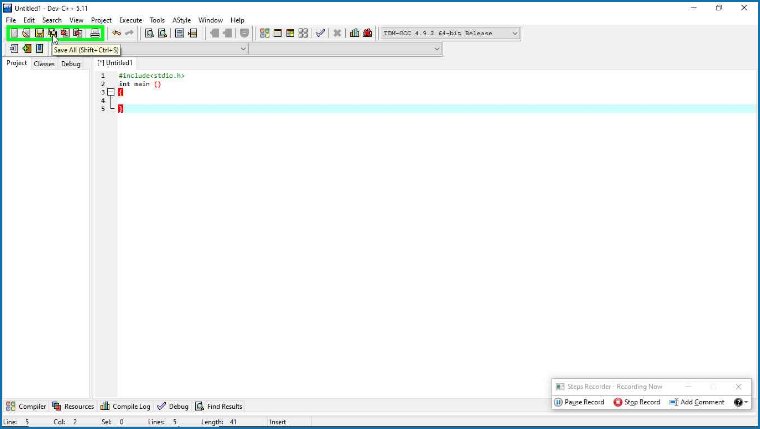 Untitled1 - Dev-C++ 5.11
File Edit Search View Project Execute Tools AStyle Window Help
TDM-GCC 4.9.2 64-bit Release
Save All (Shift+Ctrl+S)
Project Classes Debug
[*] Untitled1
1 #include<stdio.h>
2 int main ()
3 {
4
5 }
Steps Recorder - Recording Now
Pause Record Stop Record Add Comment
Compiler Resources Compile Log Debug Find Results
Line: 5 Col: 2 Sel: 0 Lines: 5 Length: 41 Insert